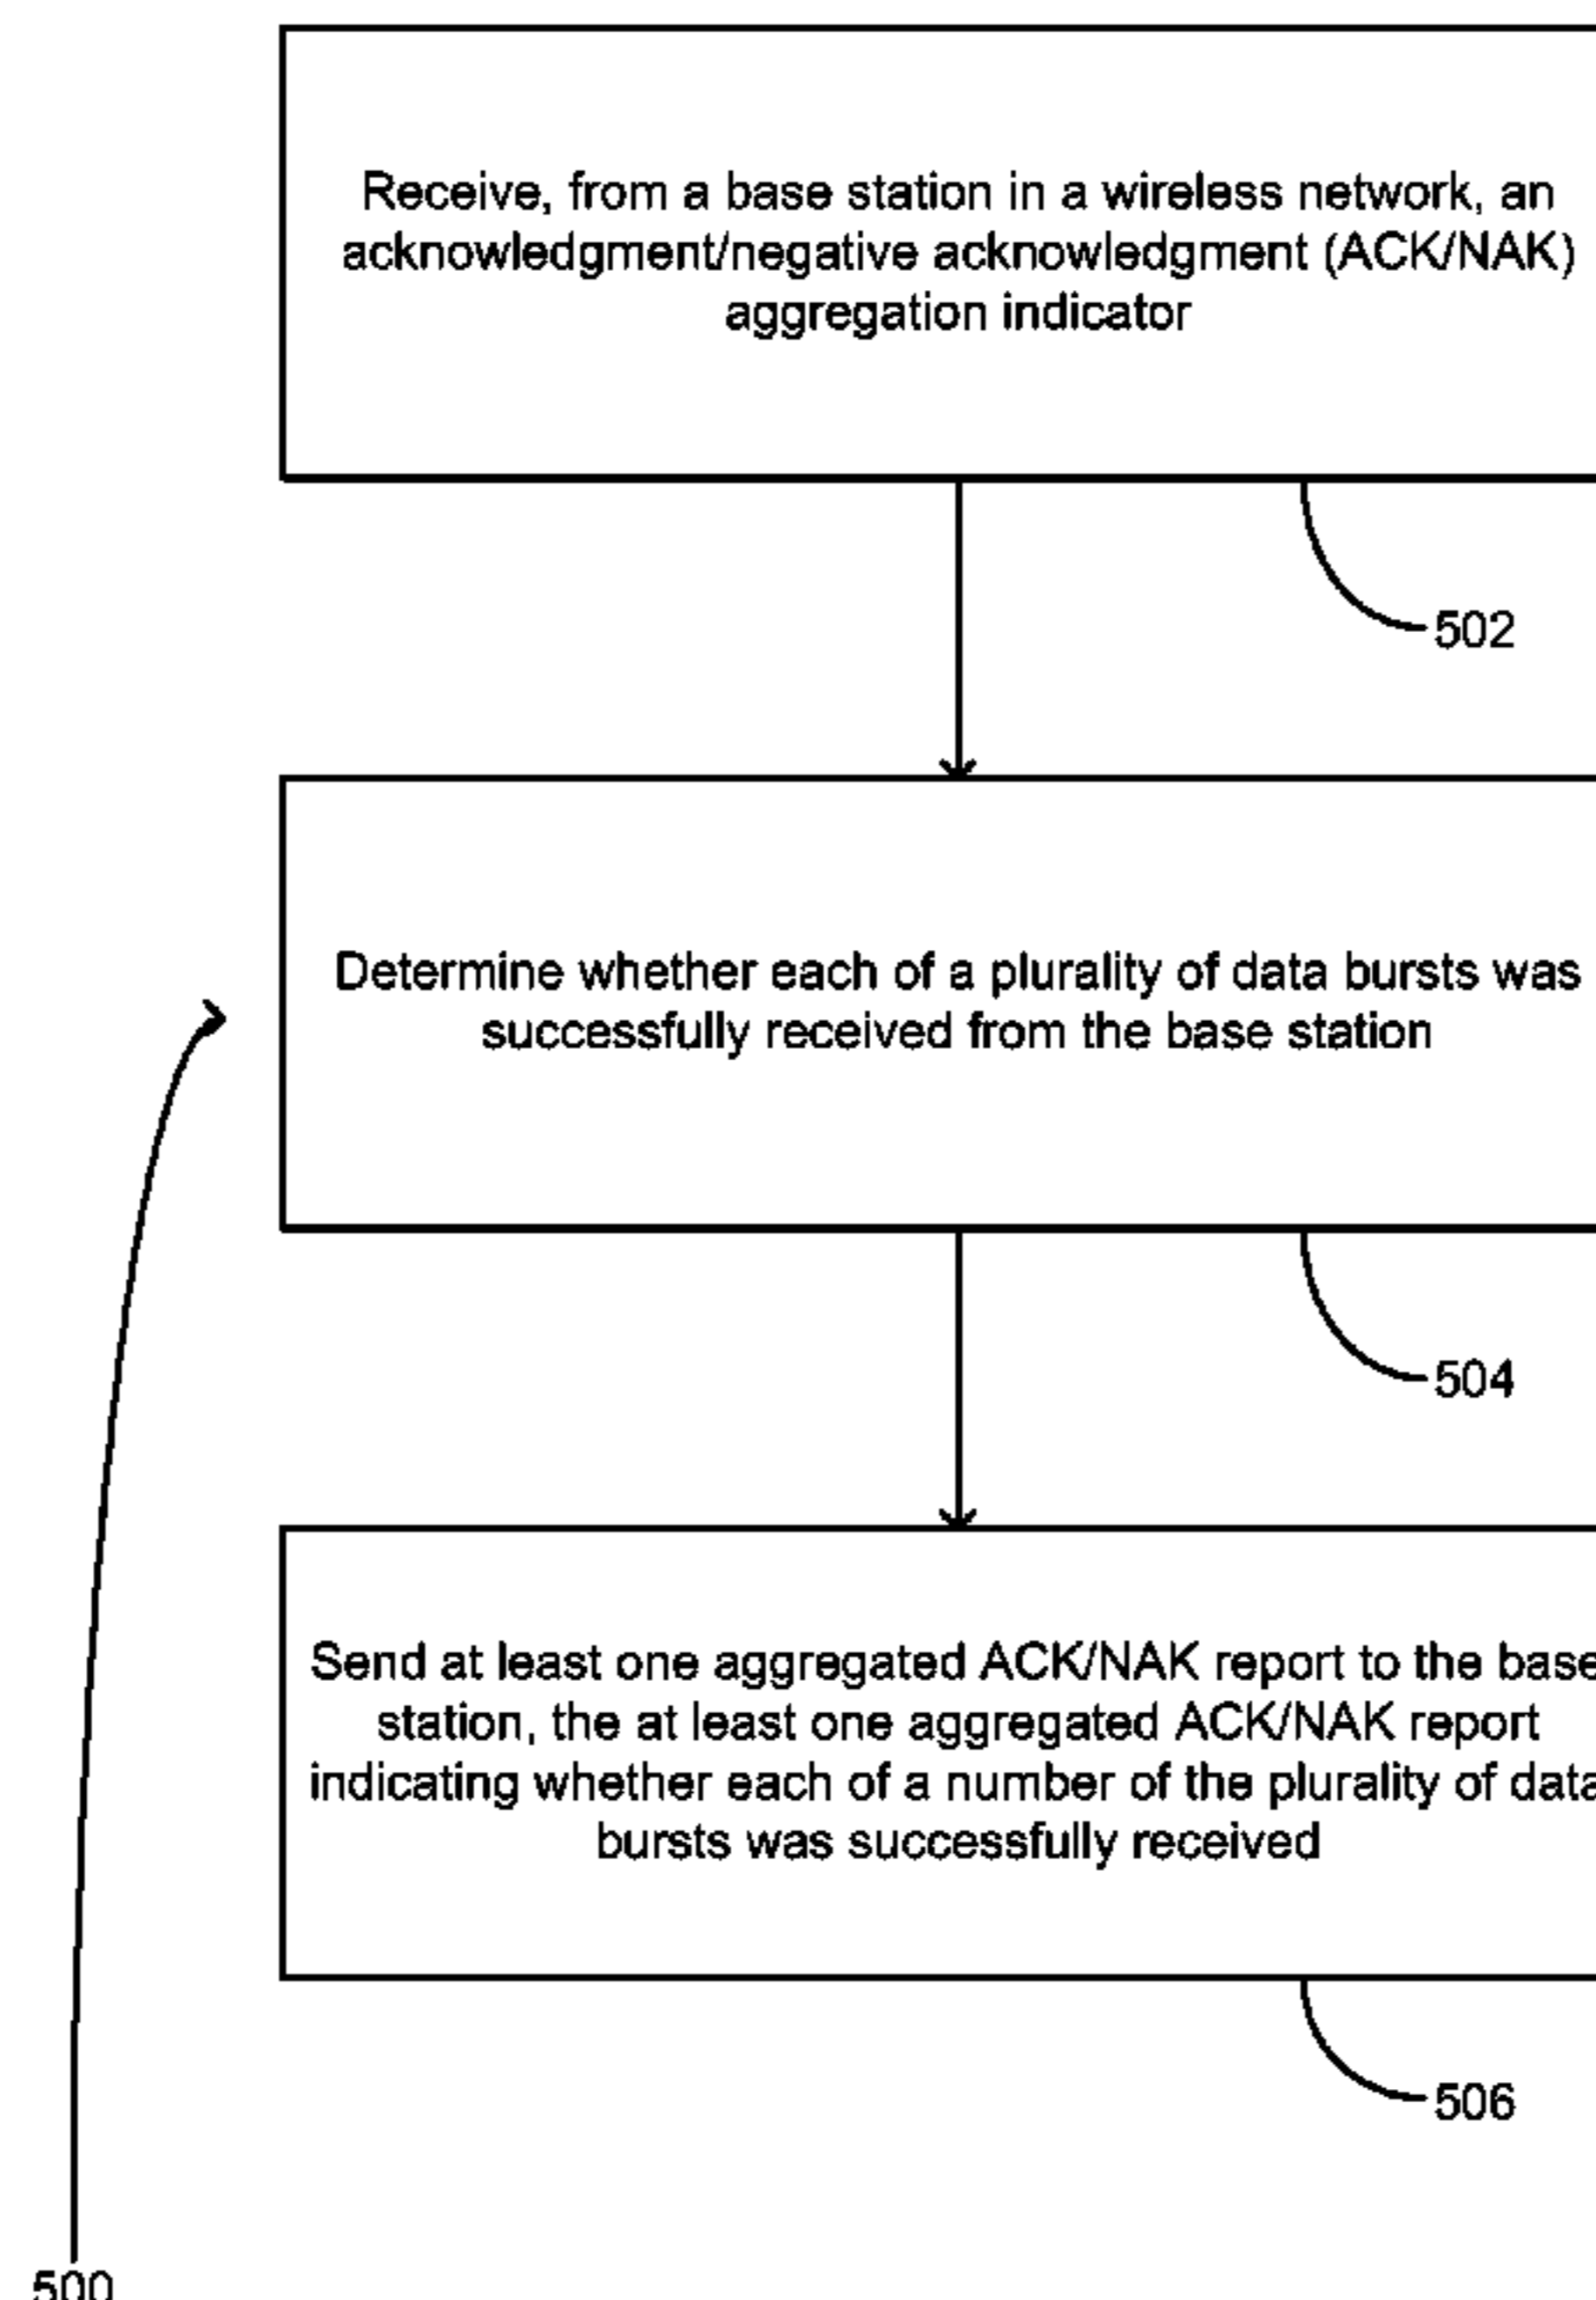 Receive, from a base station in a wireless network, an
acknowledgment/negative acknowledgment (ACK/NAK)
aggregation indicator
502
Determine whether each of a plurality of data bursts was
successfully received from the base station
504
Send at least one aggregated ACK/NAK report to the base
station, the at least one aggregated ACK/NAK report
indicating whether each of a number of the plurality of data
bursts was successfully received
506
500